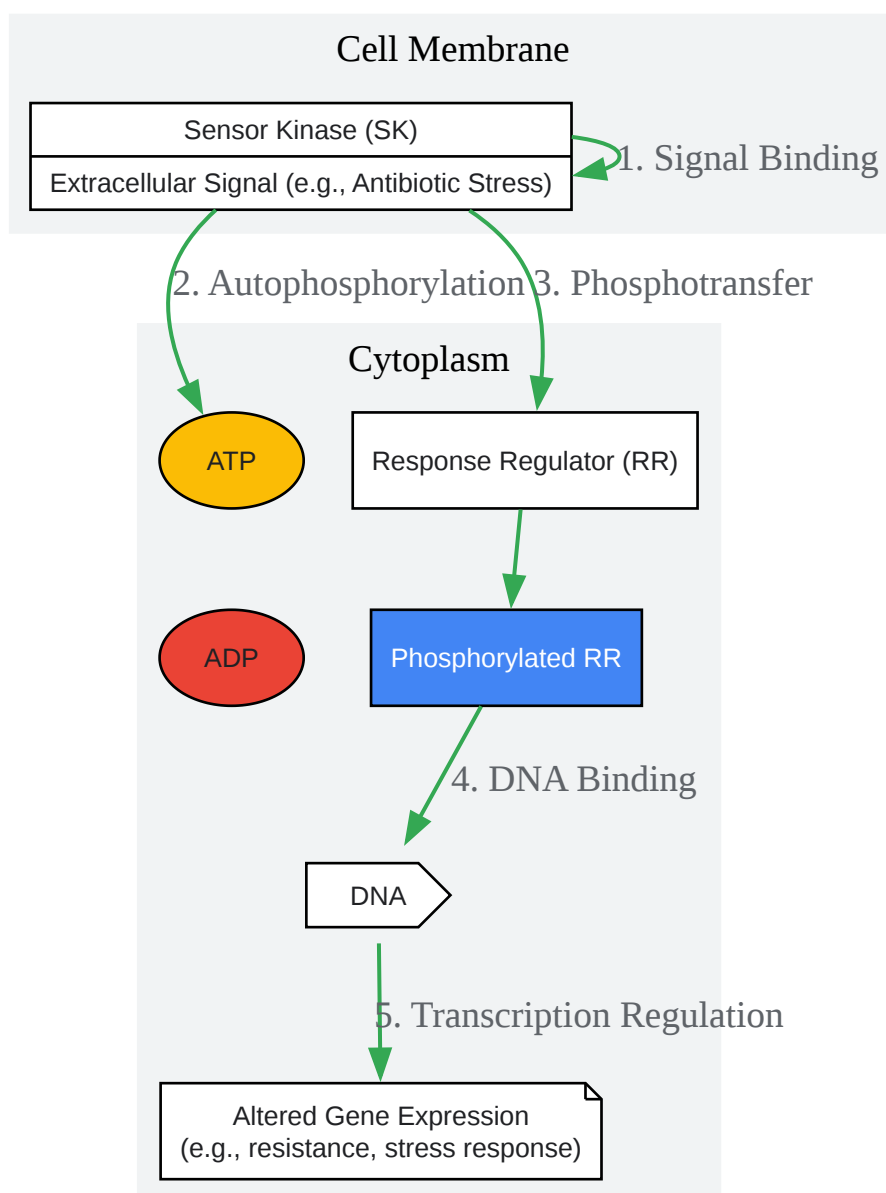 Cell Membrane
Sensor Kinase (SK)
Extracellular Signal (e.g., Antibiotic Stress)
1. Signal Binding
2. Autophosphorylation
3. Phosphotransfer
Cytoplasm
ATP
Response Regulator (RR)
ADP
Phosphorylated RR
4. DNA Binding
DNA
5. Transcription Regulation
Altered Gene Expression
(e.g., resistance, stress response)